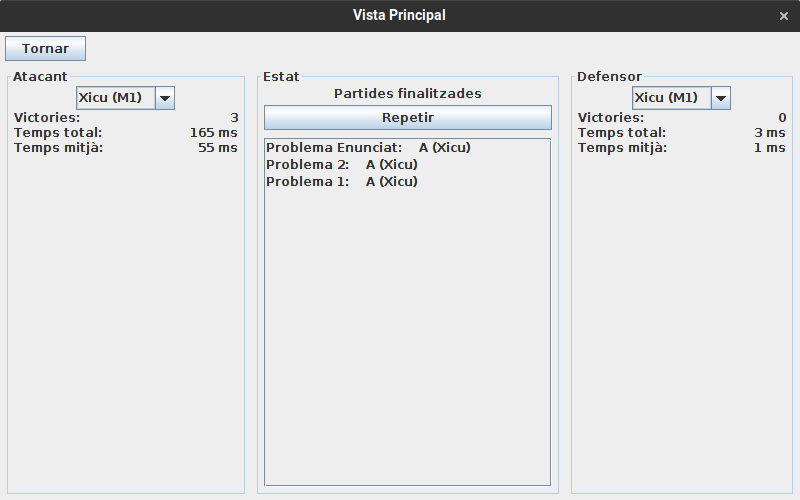 Vista Principal
Tornar
Atacant
Xicu (M1)
Victories: 3
Temps total: 165 ms
Temps mitjà: 55 ms
Estat
Partides finalitzades
Repetir
Problema Enunciat: A (Xicu)
Problema 2: A (Xicu)
Problema 1: A (Xicu)
Defensor
Xicu (M1)
Victories: 0
Temps total: 3 ms
Temps mitjà: 1 ms